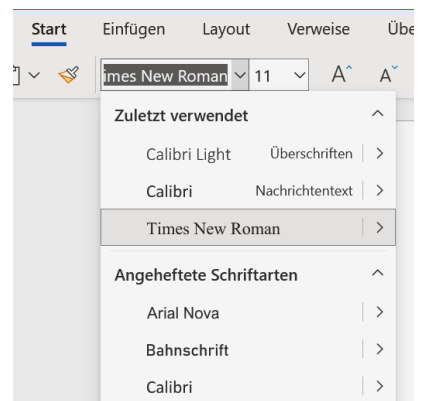 Start Einfügen Layout Verweise Übe
imes New Roman 11 A A
Zuletzt verwendet
Calibri Light Überschriften
Calibri Nachrichtentext
Times New Roman
Angeheftete Schriftarten
Arial Nova
Bahnschrift
Calibri